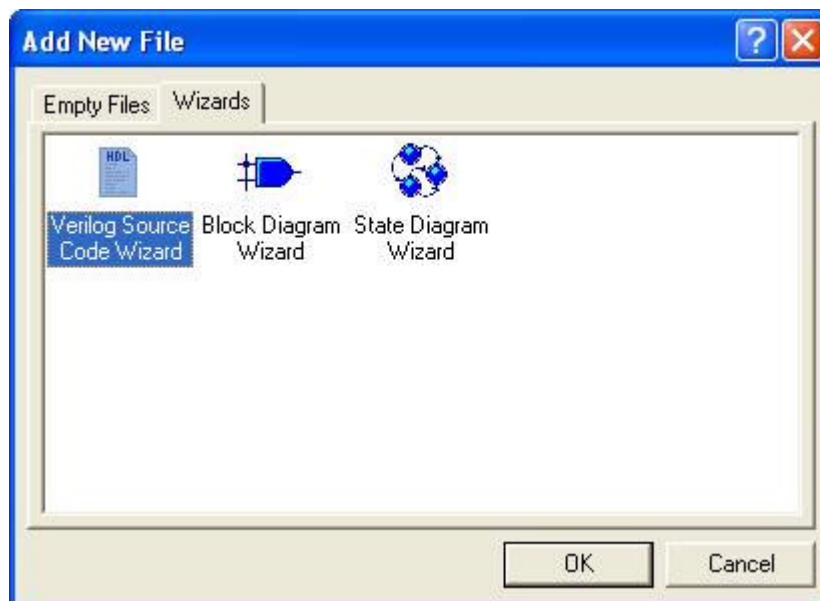 Add New File
Empty Files
Wizards
HDL
Verilog Source
Code Wizard
Block Diagram
Wizard
State Diagram
Wizard
OK
Cancel